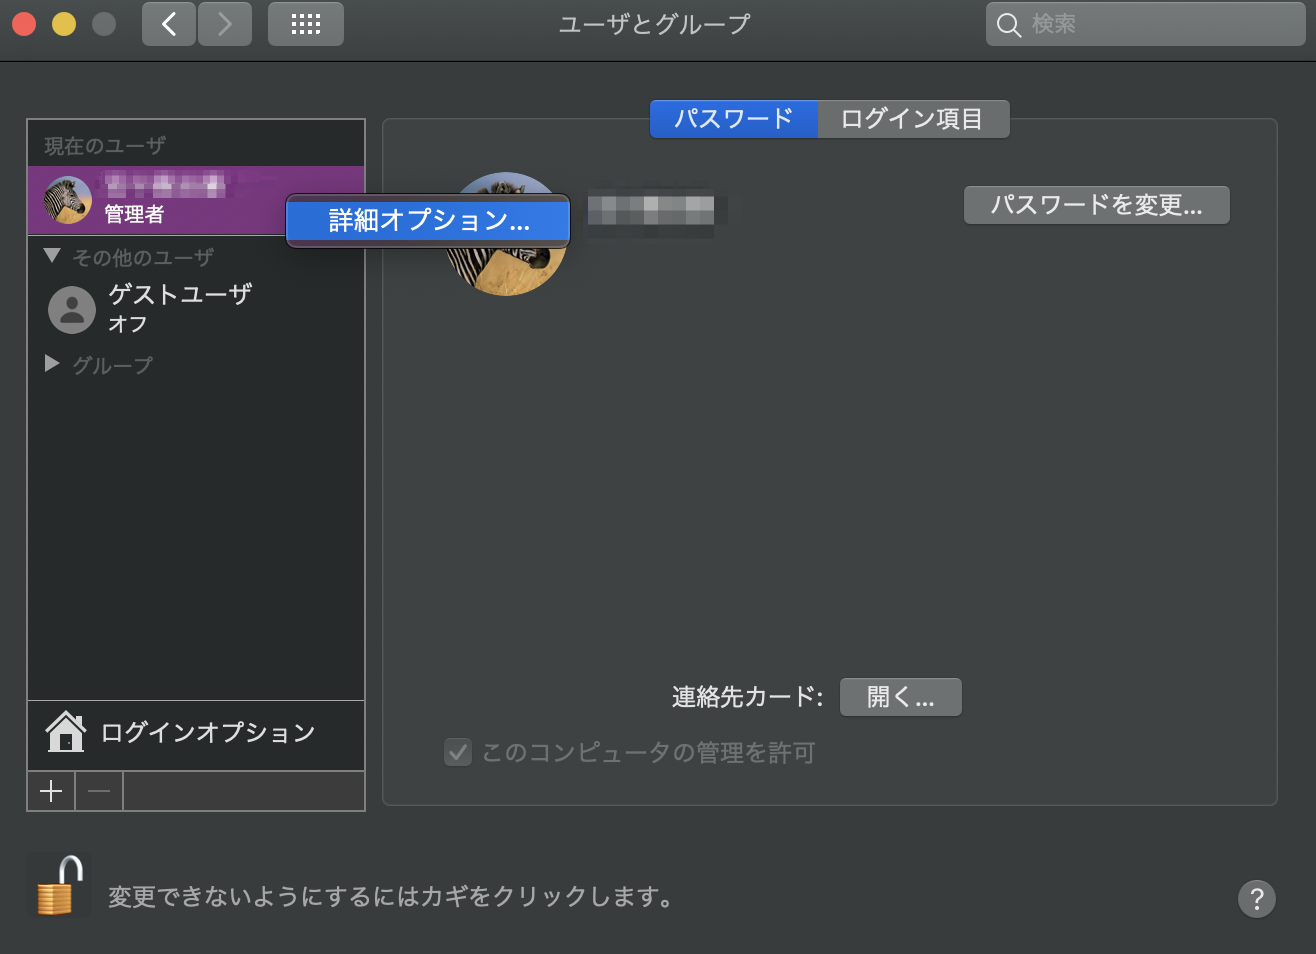 ユーザとグループ
検索
パスワード
ログイン項目
現在のユーザ
管理者
詳細オプション...
パスワードを変更...
その他のユーザ
ゲストユーザ
オフ
グループ
連絡先カード:
開く...
このコンピュータの管理を許可
ログインオプション
変更できないようにするにはカギをクリックします。
?